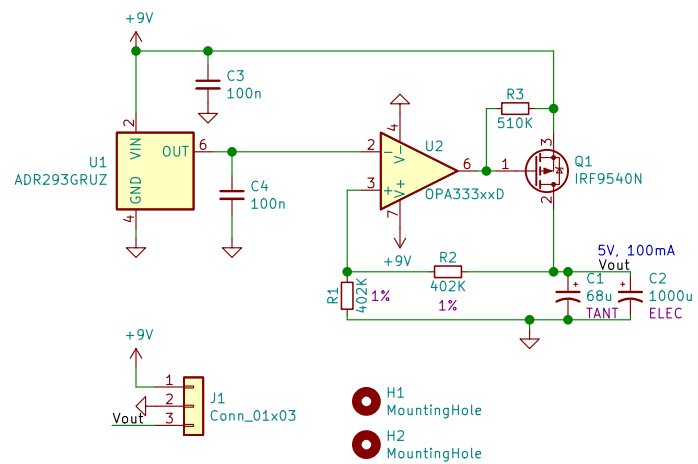 +9V
C3
100n
2
VIN
OUT
6
U1
ADR293GRUZ
GND
4
C4
100n
R3
510K
4
V-
U2
2
-
3
+
V+
7
6
OPA333xxD
+9V
1
3
2
Q1
IRF9540N
5V, 100mA
Vout
R2
402K
1%
R1
402K
1%
C1
68u
TANT
C2
1000u
ELEC
+
+
+9V
1
2
3
Vout
J1
Conn_01x03
H1
MountingHole
H2
MountingHole